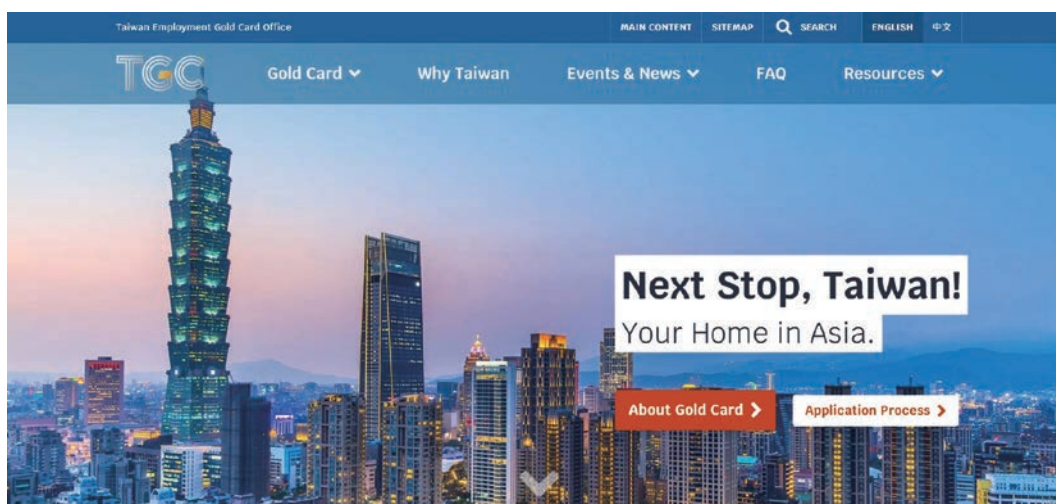 Taiwan Employment Gold Card Office
MAIN CONTENT SITEMAP SEARCH ENGLISH 中文
TGC Gold Card Why Taiwan Events & News FAQ Resources
Next Stop, Taiwan!
Your Home in Asia.
About Gold Card
Application Process